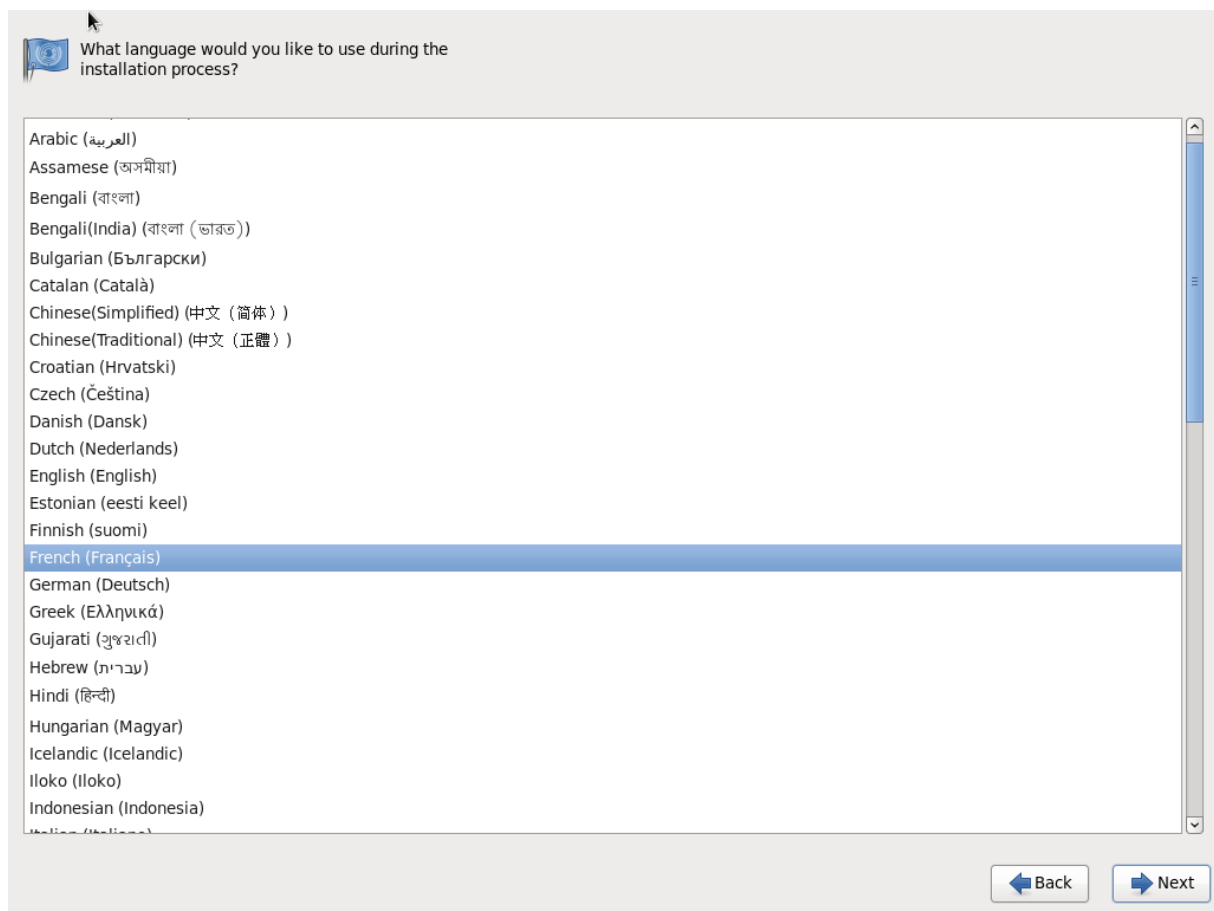 What language would you like to use during the
installation process?
Arabic (العربية)
Assamese (অসমীয়া)
Bengali (বাংলা)
Bengali(India) (বাংলা (ভারত))
Bulgarian (Български)
Catalan (Català)
Chinese(Simplified) (中文（简体）)
Chinese(Traditional) (中文（正體）)
Croatian (Hrvatski)
Czech (Čeština)
Danish (Dansk)
Dutch (Nederlands)
English (English)
Estonian (eesti keel)
Finnish (suomi)
French (Français)
German (Deutsch)
Greek (Ελληνικά)
Gujarati (ગુજરાતી)
Hebrew (עברית)
Hindi (हिन्दी)
Hungarian (Magyar)
Icelandic (Icelandic)
Iloko (Iloko)
Indonesian (Indonesia)
Italian (Italiano)
Back
Next